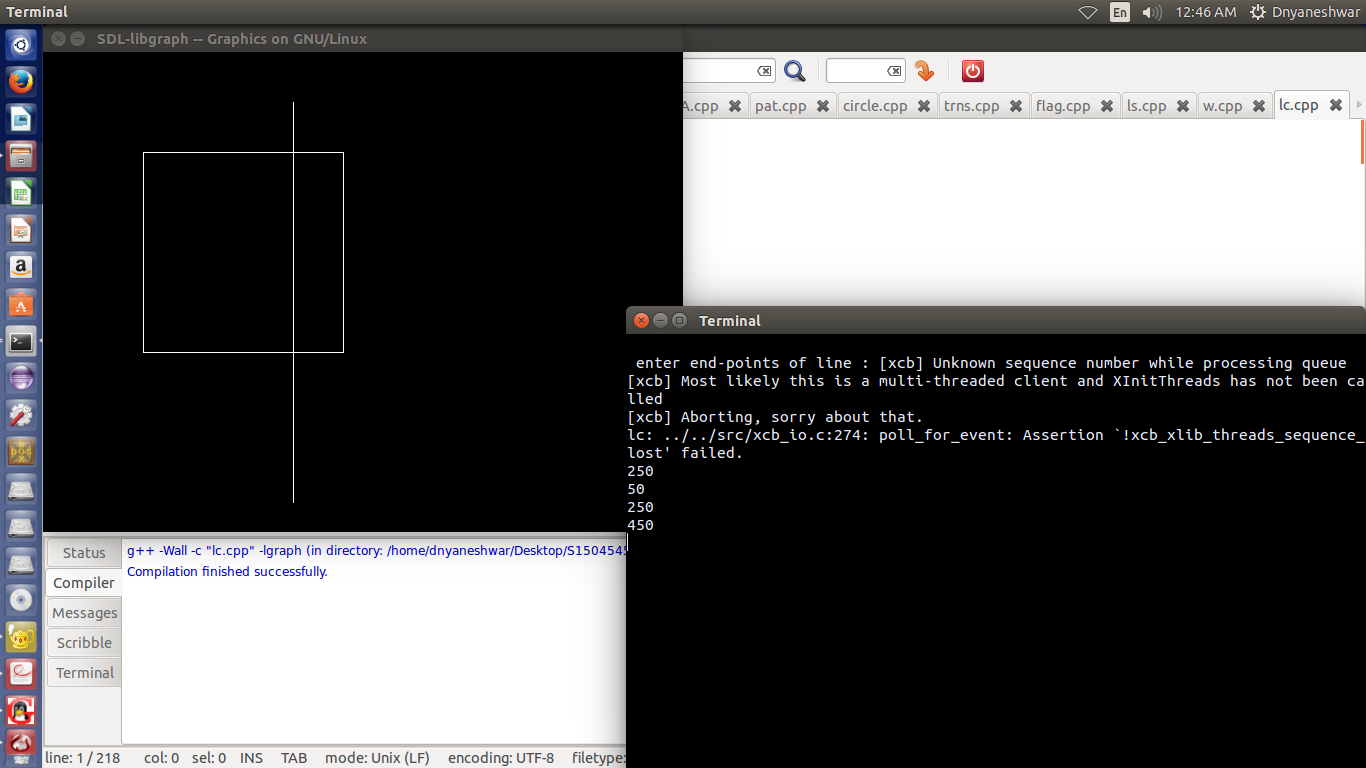 Terminal
En
12:46 AM
Dnyaneshwar
SDL-libgraph -- Graphics on GNU/Linux
A.cpp
pat.cpp
circle.cpp
trns.cpp
flag.cpp
ls.cpp
w.cpp
lc.cpp
Terminal
enter end-points of line : [xcb] Unknown sequence number while processing queue
[xcb] Most likely this is a multi-threaded client and XInitThreads has not been ca
lled
[xcb] Aborting, sorry about that.
lc: ../../src/xcb_io.c:274: poll_for_event: Assertion `!xcb_xlib_threads_sequence_
lost' failed.
250
50
250
450
Status
Compiler
Messages
Scribble
Terminal
g++ -Wall -c "lc.cpp" -lgraph (in directory: /home/dnyaneshwar/Desktop/S1504545
Compilation finished successfully.
line: 1 / 218
col: 0
sel: 0
INS
TAB
mode: Unix (LF)
encoding: UTF-8
filetype: